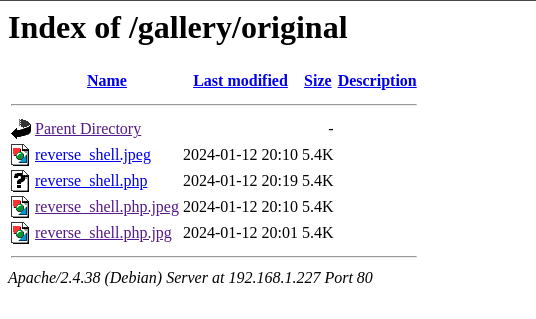 Index of /gallery/original
Name Last modified Size Description
Parent Directory -
reverse_shell.jpeg 2024-01-12 20:10 5.4K
reverse_shell.php 2024-01-12 20:19 5.4K
reverse_shell.php.jpeg 2024-01-12 20:10 5.4K
reverse_shell.php.jpg 2024-01-12 20:01 5.4K
Apache/2.4.38 (Debian) Server at 192.168.1.227 Port 80